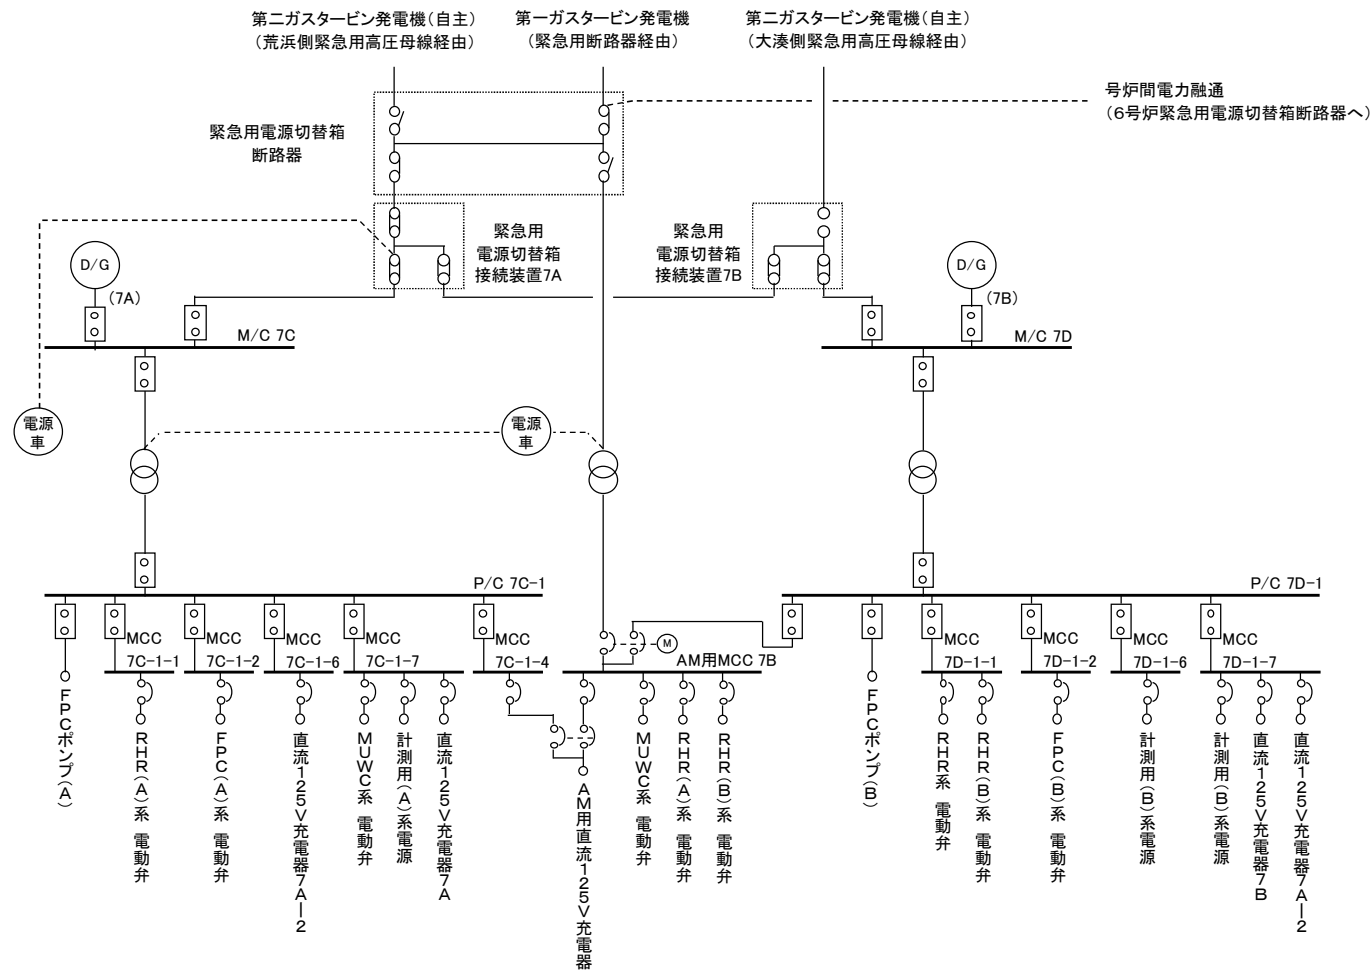 第二ガスタービン発電機(自主)
(荒浜側緊急用高圧母線経由)
第一ガスタービン発電機
(緊急用断路器経由)
第二ガスタービン発電機(自主)
(大湊側緊急用高圧母線経由)
号炉間電力融通
(6号炉緊急用電源切替箱断路器へ)
緊急用電源切替箱
断路器
緊急用
電源切替箱
接続装置7A
緊急用
電源切替箱
接続装置7B
D/G
(7A)
D/G
(7B)
M/C 7C
M/C 7D
電源
車
電源
車
P/C 7C-1
P/C 7D-1
MCC
7C-1-1
MCC
7C-1-2
MCC
7C-1-6
MCC
7C-1-7
MCC
7C-1-4
M
AM用MCC 7B
MCC
7D-1-1
MCC
7D-1-2
MCC
7D-1-6
MCC
7D-1-7
FPCポンプ(A)
RHR(A)系 電動弁
FPC(A)系 電動弁
直流125V充電器7A-2
MUWC系 電動弁
計測用(A)系電源
直流125V充電器7A
AM用直流125V充電器
MUWC系 電動弁
RHR(A)系 電動弁
RHR(B)系 電動弁
FPCポンプ(B)
RHR系 電動弁
RHR(B)系 電動弁
FPC(B)系 電動弁
計測用(B)系電源
計測用(B)系電源
直流125V充電器7B
直流125V充電器7A-2